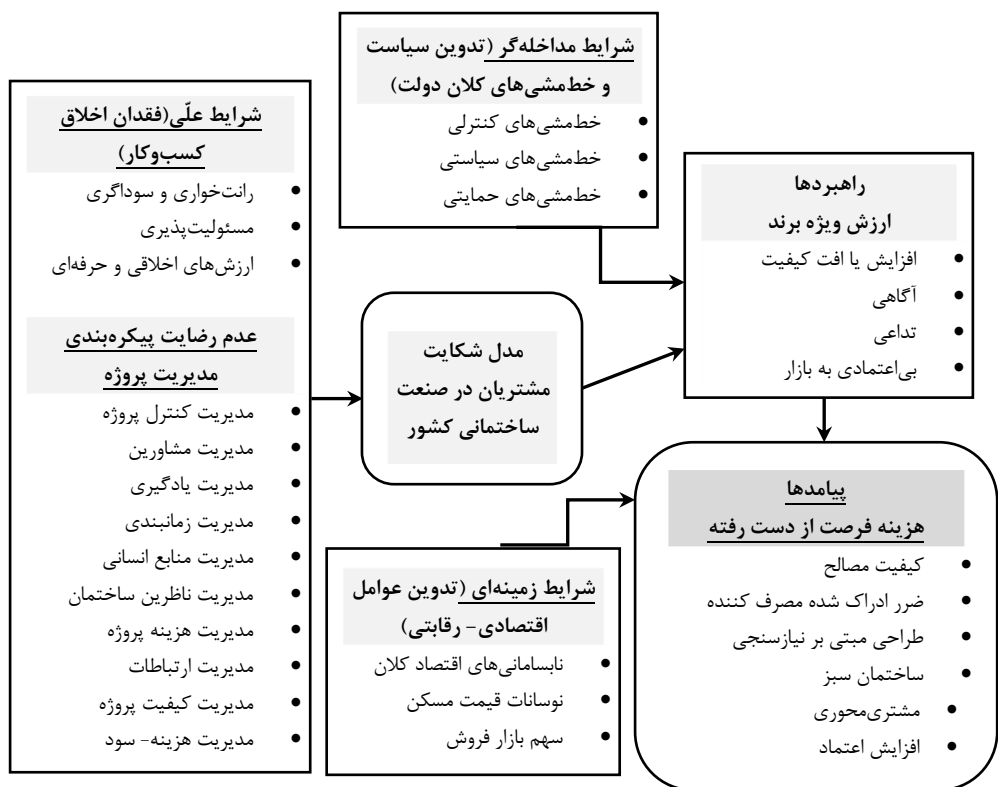 شرایط مداخله‌گر (تدوین سیاست
و خط‌مشی‌های کلان دولت)
• خط‌مشی‌های کنترلی
• خط‌مشی‌های سیاستی
• خط‌مشی‌های حمایتی
شرایط علّی(فقدان اخلاق
کسب‌وکار)
• رانت‌خواری و سوداگری
• مسئولیت‌پذیری
• ارزش‌های اخلاقی و حرفه‌ای
عدم رضایت پیکره‌بندی
مدیریت پروژه
• مدیریت کنترل پروژه
• مدیریت مشاورین
• مدیریت یادگیری
• مدیریت زمانبندی
• مدیریت منابع انسانی
• مدیریت ناظرین ساختمان
• مدیریت هزینه پروژه
• مدیریت ارتباطات
• مدیریت کیفیت پروژه
• مدیریت هزینه- سود
مدل شکایت
مشتریان در صنعت
ساختمانی کشور
راهبردها
ارزش ویژه برند
• افزایش یا افت کیفیت
• آگاهی
• تداعی
• بی‌اعتمادی به بازار
شرایط زمینه‌ای (تدوین عوامل
اقتصادی- رقابتی)
• نابسامانی‌های اقتصاد کلان
• نوسانات قیمت مسکن
• سهم بازار فروش
پیامدها
هزینه فرصت از دست رفته
• کیفیت مصالح
• ضرر ادراک شده مصرف کننده
• طراحی مبتی بر نیازسنجی
• ساختمان سبز
• مشتری‌محوری
• افزایش اعتماد